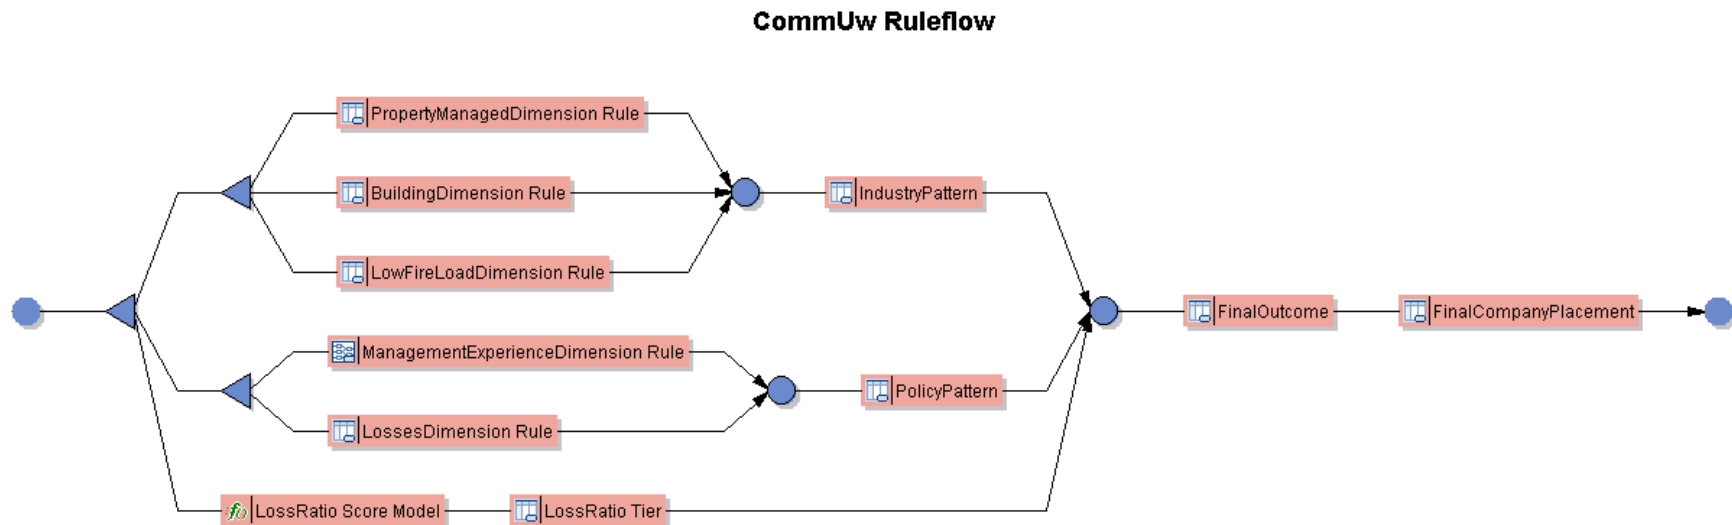 CommUw Ruleflow
PropertyManagedDimension Rule
BuildingDimension Rule
IndustryPattern
LowFireLoadDimension Rule
FinalOutcome
FinalCompanyPlacement
ManagementExperienceDimension Rule
PolicyPattern
LossesDimension Rule
f() LossRatio Score Model
LossRatio Tier